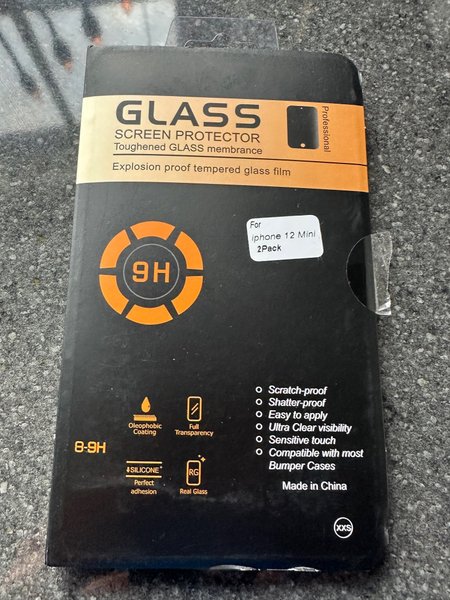 GLASS
SCREEN PROTECTOR
Toughened GLASS membrance
Professional
Explosion proof tempered glass film
For
iphone 12 Mini
2Pack
9H
Oleophobic
Coating
Full
Transparency
8-9H
SILICONE
Perfect
adhesion
RG
Real Glass
Scratch-proof
Shatter-proof
Easy to apply
Ultra Clear visibility
Sensitive touch
Compatible with most
Bumper Cases
Made in China
XXS